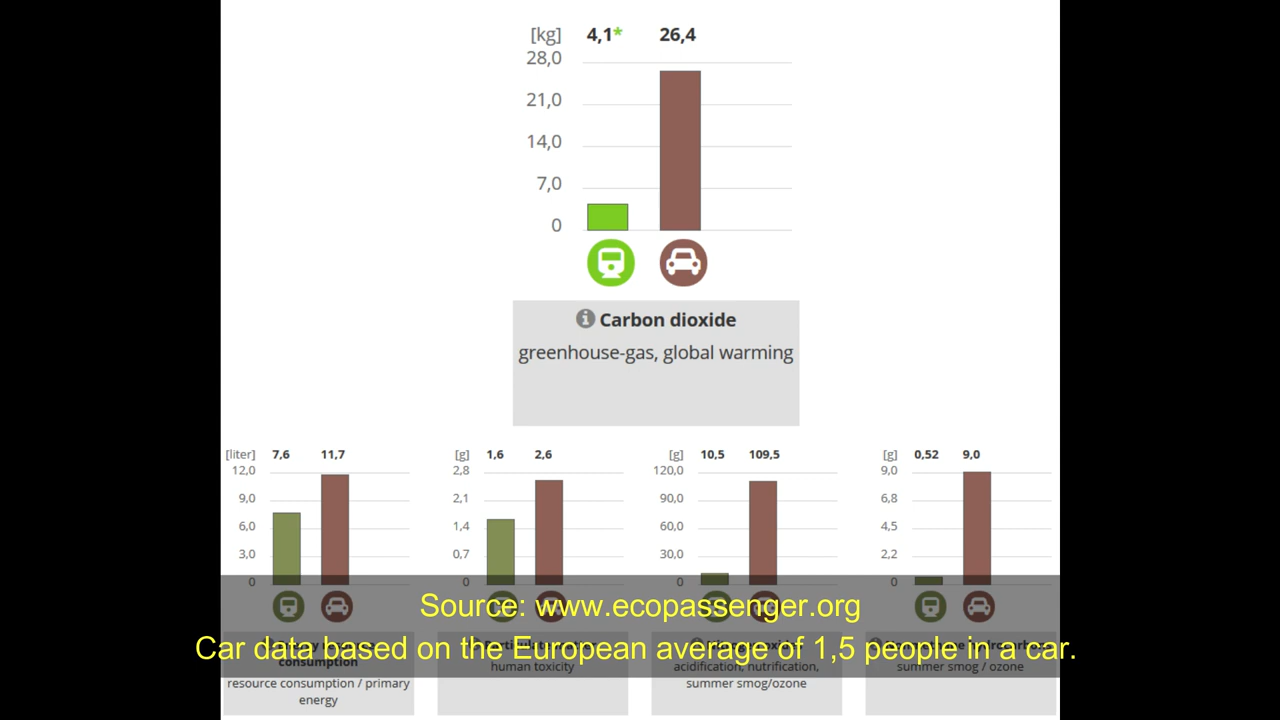 [kg] 4,1* 26,4
28,0
21,0
14,0
7,0
0
Carbon dioxide
greenhouse-gas, global warming
[liter] 7,6 11,7
12,0
9,0
6,0
3,0
0
[g] 1,6 2,6
2,8
2,1
1,4
0,7
0
[g] 10,5 109,5
120,0
90,0
60,0
30,0
0
[g] 0,52 9,0
9,0
6,8
4,5
2,2
0
Source: www.ecopassenger.org
Car data based on the European average of 1,5 people in a car.
consumption
resource consumption / primary
energy
human toxicity
acidification, nutrification,
summer smog/ozone
summer smog / ozone